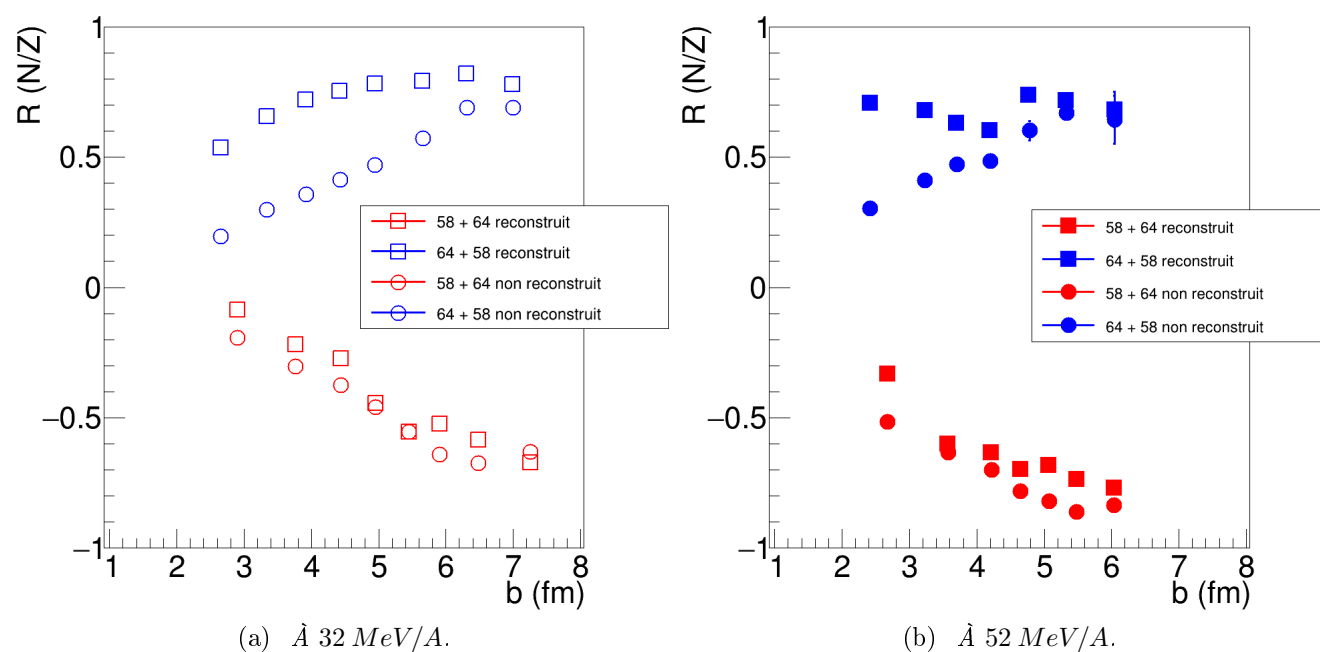 R (N/Z)
1
0.5
0
−0.5
−1
1 2 3 4 5 6 7 8
b (fm)
58 + 64 reconstruit
64 + 58 reconstruit
58 + 64 non reconstruit
64 + 58 non reconstruit
(a) À 32 MeV/A.
R (N/Z)
1
0.5
0
−0.5
−1
1 2 3 4 5 6 7 8
b (fm)
58 + 64 reconstruit
64 + 58 reconstruit
58 + 64 non reconstruit
64 + 58 non reconstruit
(b) À 52 MeV/A.